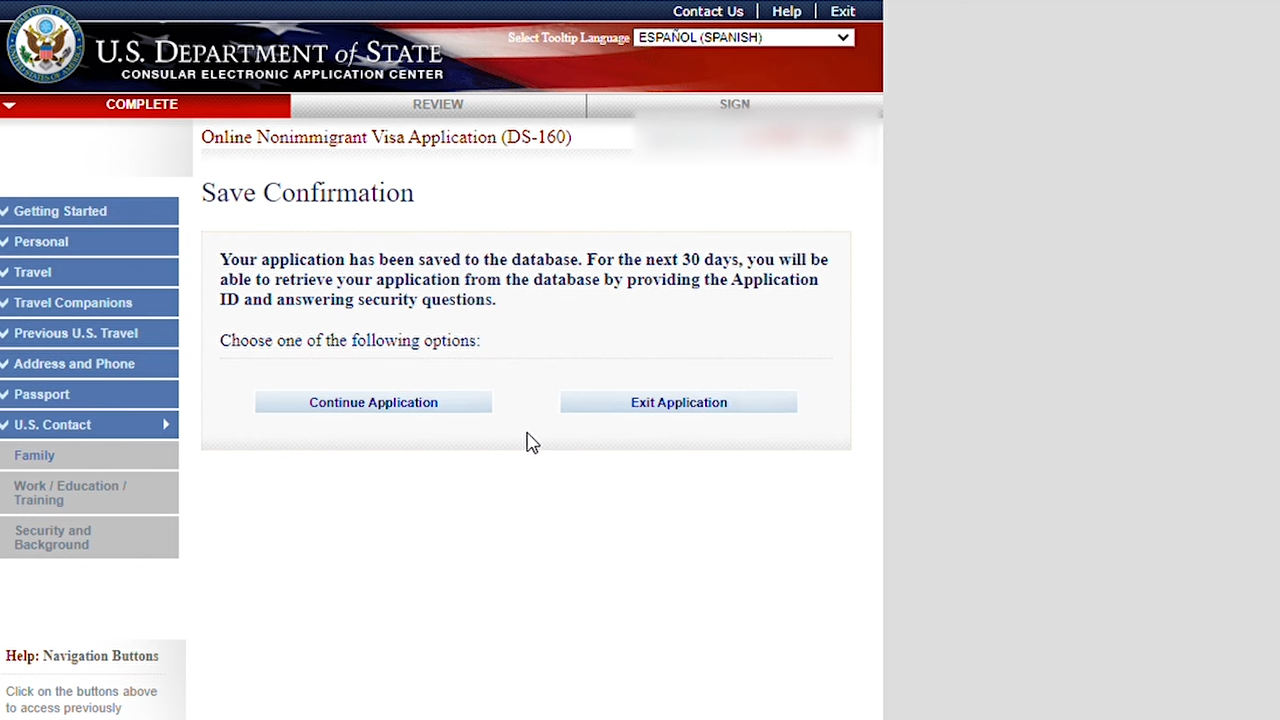 Contact Us | Help | Exit
Select Tooltip Language ESPAÑOL (SPANISH)
U.S. DEPARTMENT of STATE
CONSULAR ELECTRONIC APPLICATION CENTER
COMPLETE
REVIEW
SIGN
Online Nonimmigrant Visa Application (DS-160)
Save Confirmation
Your application has been saved to the database. For the next 30 days, you will be
able to retrieve your application from the database by providing the Application
ID and answering security questions.
Choose one of the following options:
Continue Application
Exit Application
Getting Started
Personal
Travel
Travel Companions
Previous U.S. Travel
Address and Phone
Passport
U.S. Contact
Family
Work / Education /
Training
Security and
Background
Help: Navigation Buttons
Click on the buttons above
to access previously